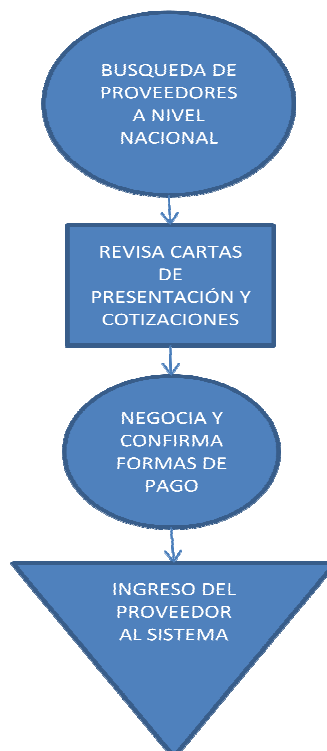 BUSQUEDA DE
PROVEEDORES
A NIVEL
NACIONAL
REVISA CARTAS
DE
PRESENTACIÓN Y
COTIZACIONES
NEGOCIA Y
CONFIRMA
FORMAS DE
PAGO
INGRESO DEL
PROVEEDOR
AL SISTEMA